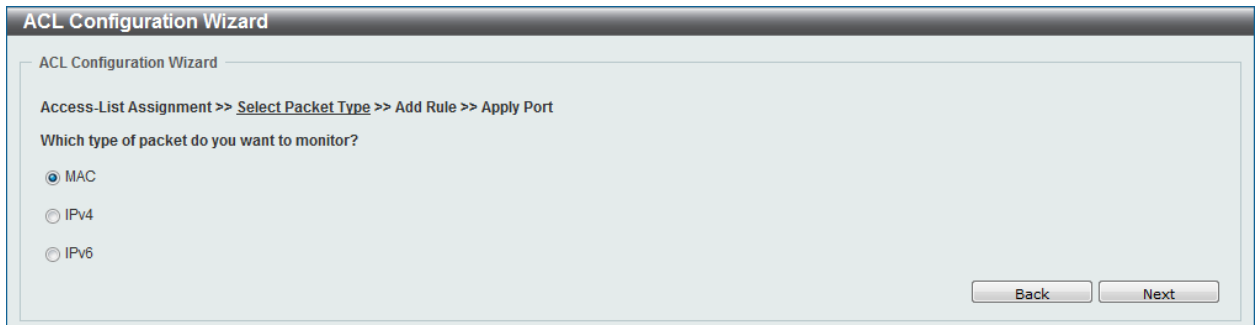 ACL Configuration Wizard
ACL Configuration Wizard
Access-List Assignment >> Select Packet Type >> Add Rule >> Apply Port
Which type of packet do you want to monitor?
MAC
IPv4
IPv6
Back Next